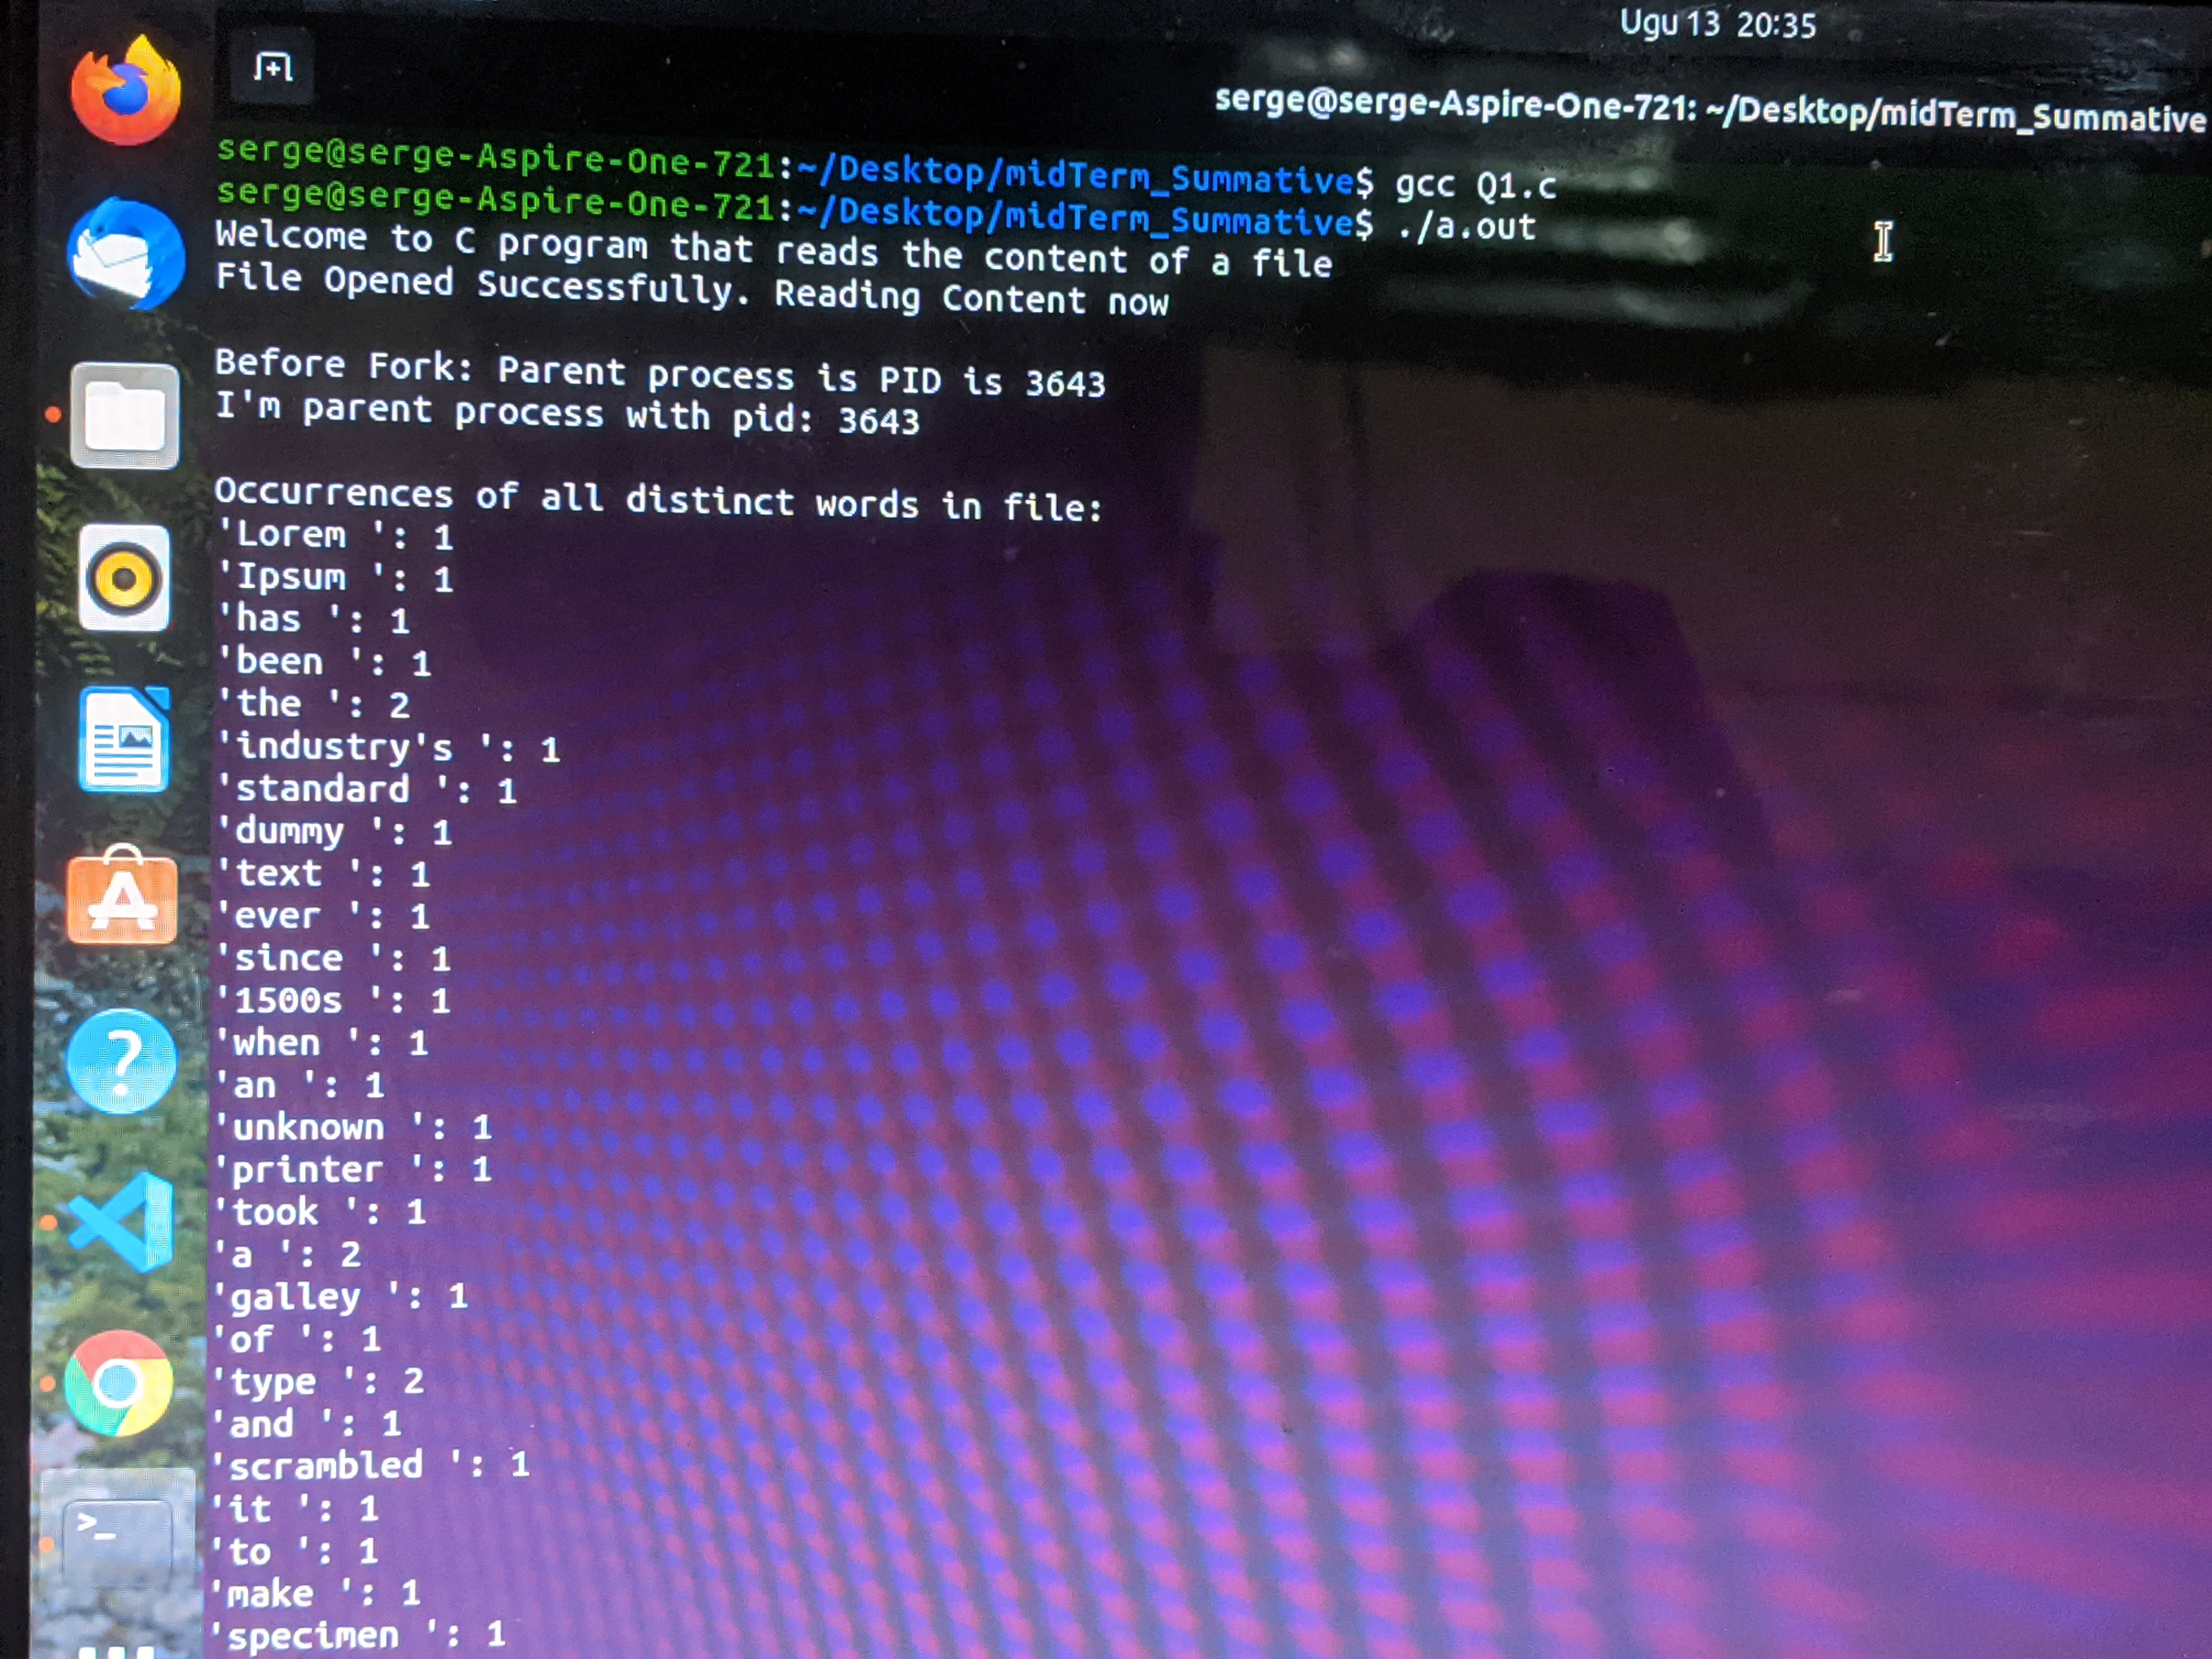 Ugu 13 20:35
serge@serge-Aspire-One-721: ~/Desktop/midTerm_Summative
serge@serge-Aspire-One-721:~/Desktop/midTerm_Summative$ gcc Q1.c
serge@serge-Aspire-One-721:~/Desktop/midTerm_Summative$ ./a.out
Welcome to C program that reads the content of a file
File Opened Successfully. Reading Content now
Before Fork: Parent process is PID is 3643
I'm parent process with pid: 3643
Occurrences of all distinct words in file:
'Lorem ': 1
'Ipsum ': 1
'has ': 1
'been ': 1
'the ': 2
'industry's ': 1
'standard ': 1
'dummy ': 1
'text ': 1
'ever ': 1
'since ': 1
'1500s ': 1
'when ': 1
'an ': 1
'unknown ': 1
'printer ': 1
'took ': 1
'a ': 2
'galley ': 1
'of ': 1
'type ': 2
'and ': 1
'scrambled ': 1
'it ': 1
'to ': 1
'make ': 1
'specimen ': 1